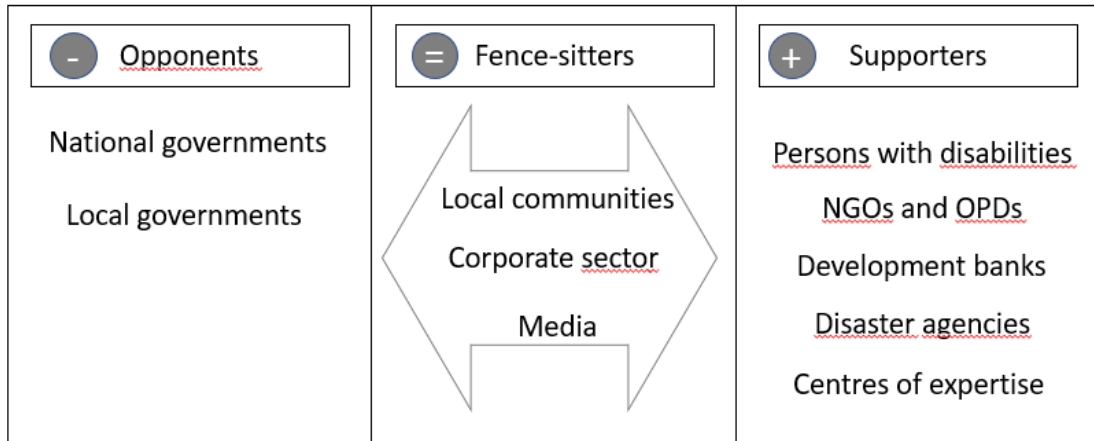 - Opponents
National governments
Local governments
= Fence-sitters
Local communities
Corporate sector
Media
+ Supporters
Persons with disabilities
NGOs and OPDs
Development banks
Disaster agencies
Centres of expertise